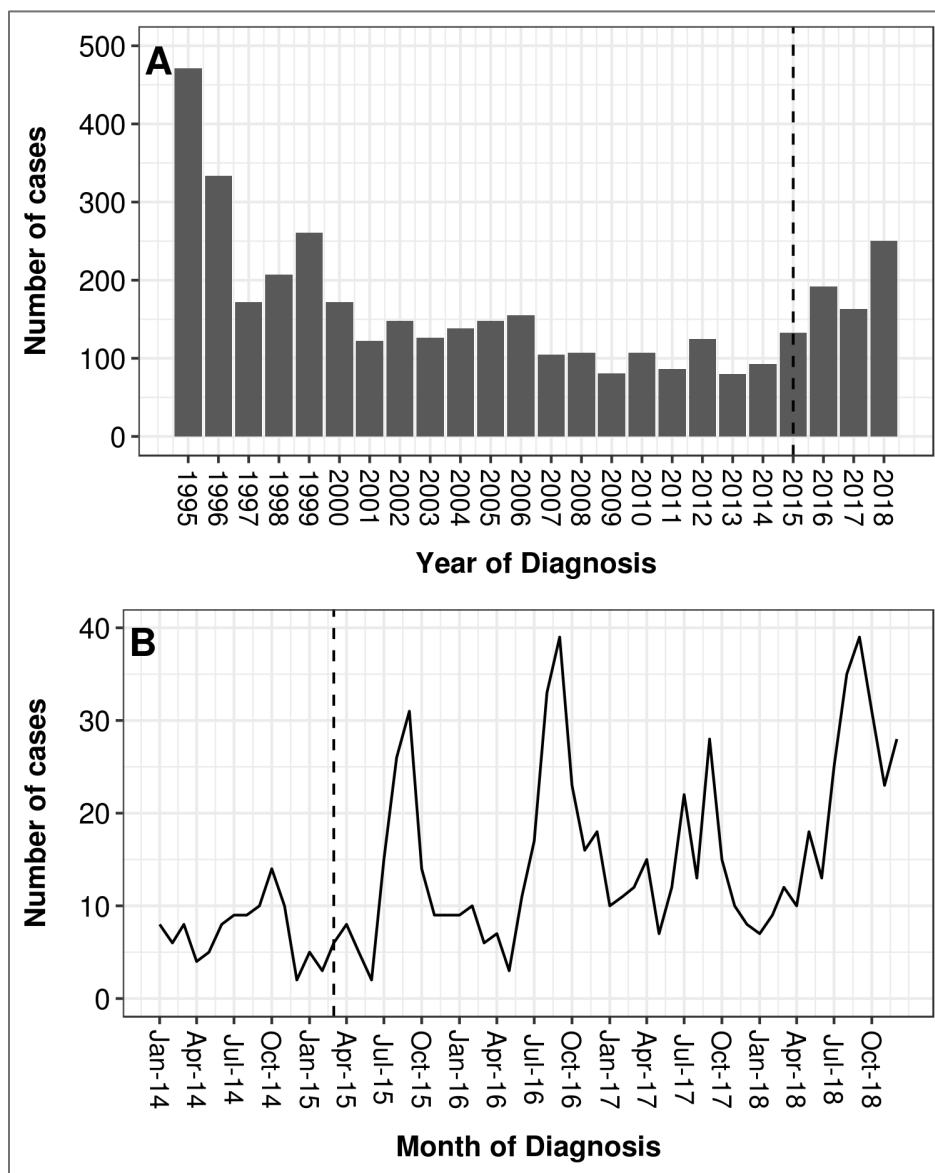 A
Number of cases
500
400
300
200
100
0
1995
1996
1997
1998
1999
2000
2001
2002
2003
2004
2005
2006
2007
2008
2009
2010
2011
2012
2013
2014
2015
2016
2017
2018
Year of Diagnosis
B
Number of cases
40
30
20
10
0
Jan-14
Apr-14
Jul-14
Oct-14
Jan-15
Apr-15
Jul-15
Oct-15
Jan-16
Apr-16
Jul-16
Oct-16
Jan-17
Apr-17
Jul-17
Oct-17
Jan-18
Apr-18
Jul-18
Oct-18
Month of Diagnosis